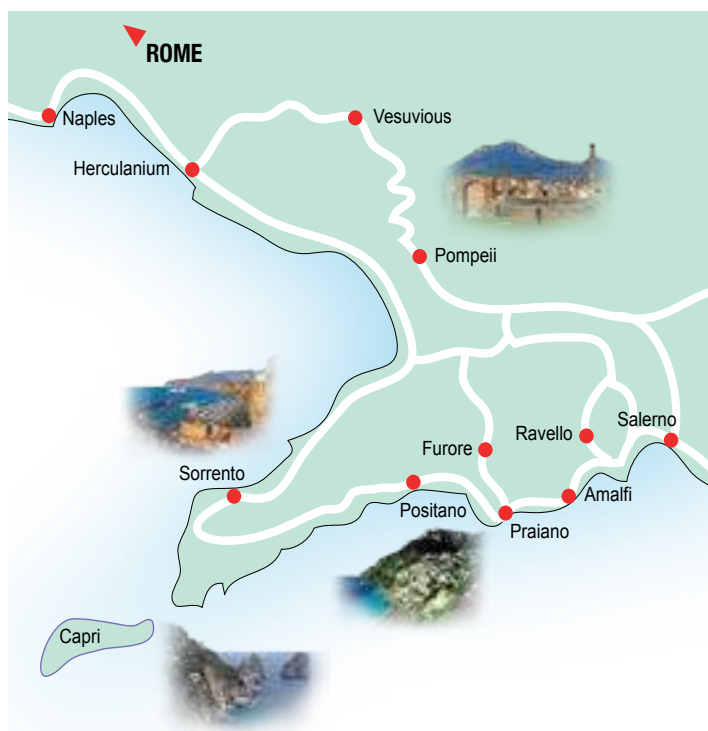 ROME
Naples
Vesuvious
Herculanium
Pompeii
Salerno
Ravello
Furore
Sorrento
Amalfi
Positano
Praiano
Capri